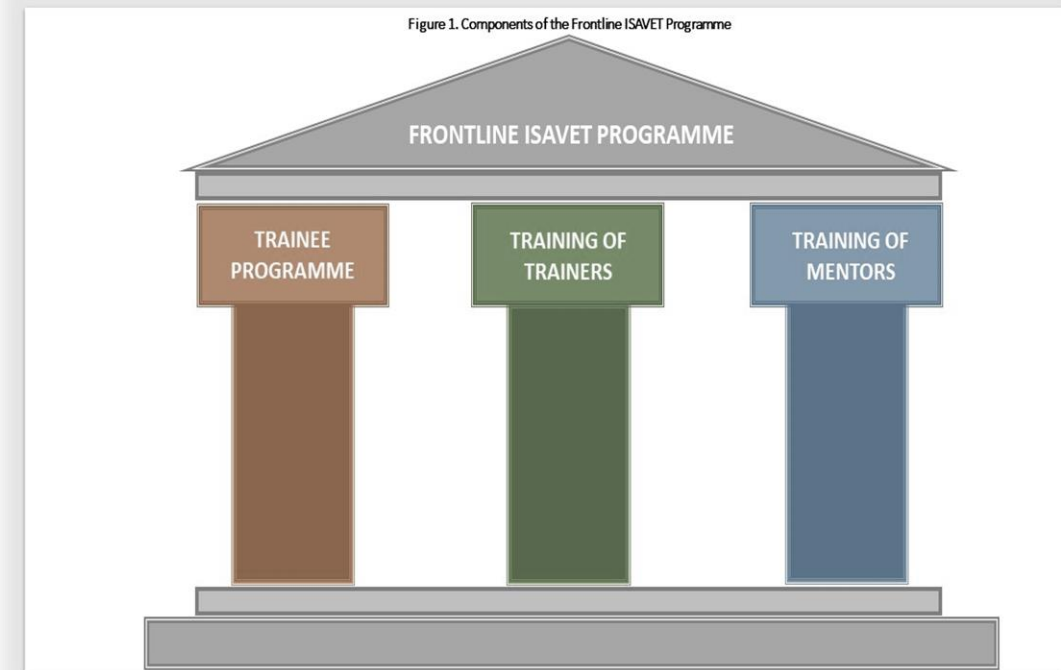 Figure 1. Components of the Frontline ISAVET Programme
FRONTLINE ISAVET PROGRAMME
TRAINEE
PROGRAMME
TRAINING OF
TRAINERS
TRAINING OF
MENTORS